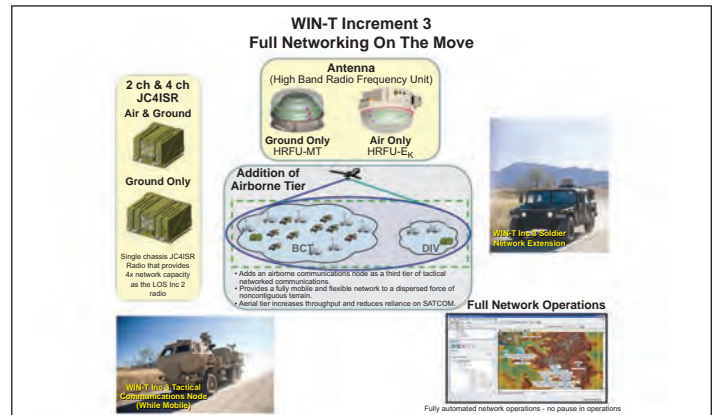 WIN-T Increment 3
Full Networking On The Move
2 ch & 4 ch
JC4ISR
Air & Ground
Ground Only
Single chassis JC4ISR
Radio that provides
4x network capacity
as the LOS Inc 2
radio
Antenna
(High Band Radio Frequency Unit)
Ground Only
HRFU-MT
Air Only
HRFU-EK
Addition of
Airborne Tier
BCT
DIV
• Adds an airborne communications node as a third tier of tactical
networked communications.
• Provides a fully mobile and flexible network to a dispersed force of
noncontiguous terrain.
• Aerial tier increases throughput and reduces reliance on SATCOM.
WIN-T Inc 3 Soldier
Network Extension
WIN-T Inc 3 Tactical
Communications Node
(While Mobile)
Full Network Operations
Fully automated network operations - no pause in operations